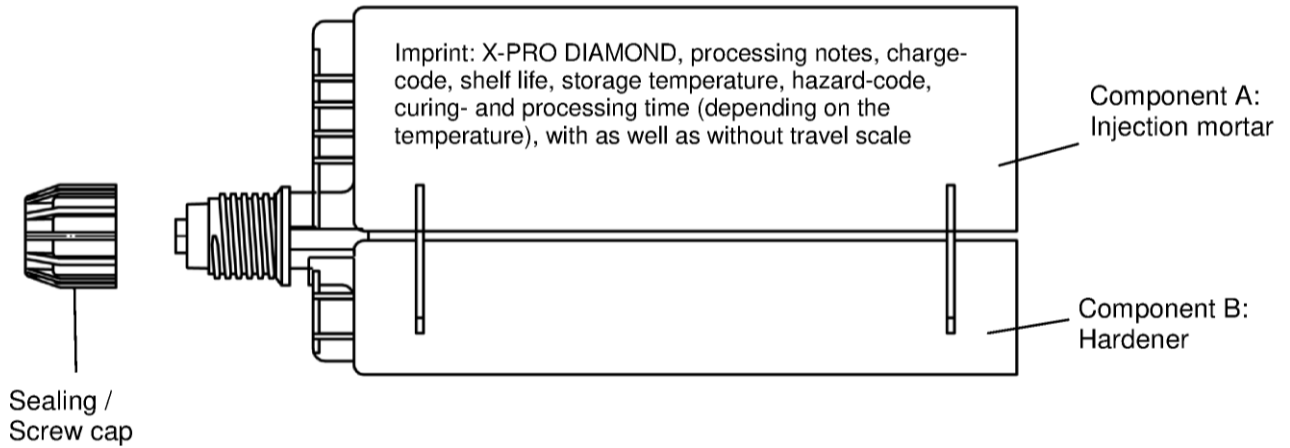 Imprint: X-PRO DIAMOND, processing notes, charge-
code, shelf life, storage temperature, hazard-code,
curing- and processing time (depending on the
temperature), with as well as without travel scale
Component A:
Injection mortar
Component B:
Hardener
Sealing /
Screw cap